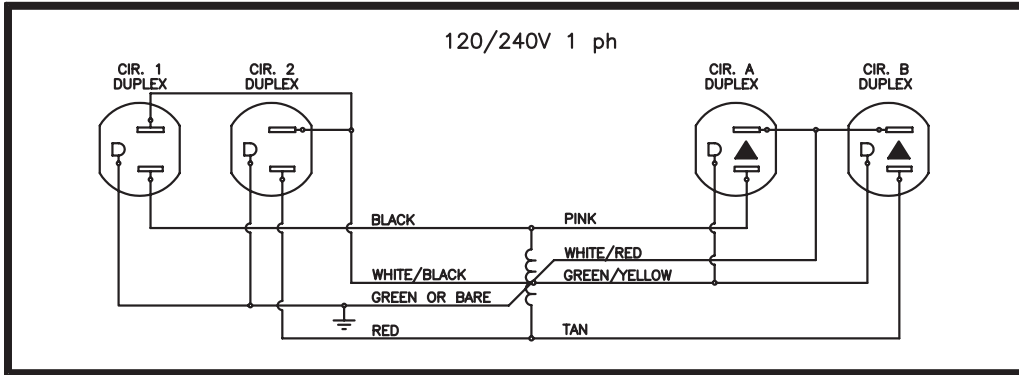 120/240V 1 ph
CIR. 1
DUPLEX
CIR. 2
DUPLEX
CIR. A
DUPLEX
CIR. B
DUPLEX
BLACK
PINK
WHITE/RED
WHITE/BLACK
GREEN/YELLOW
GREEN OR BARE
RED
TAN